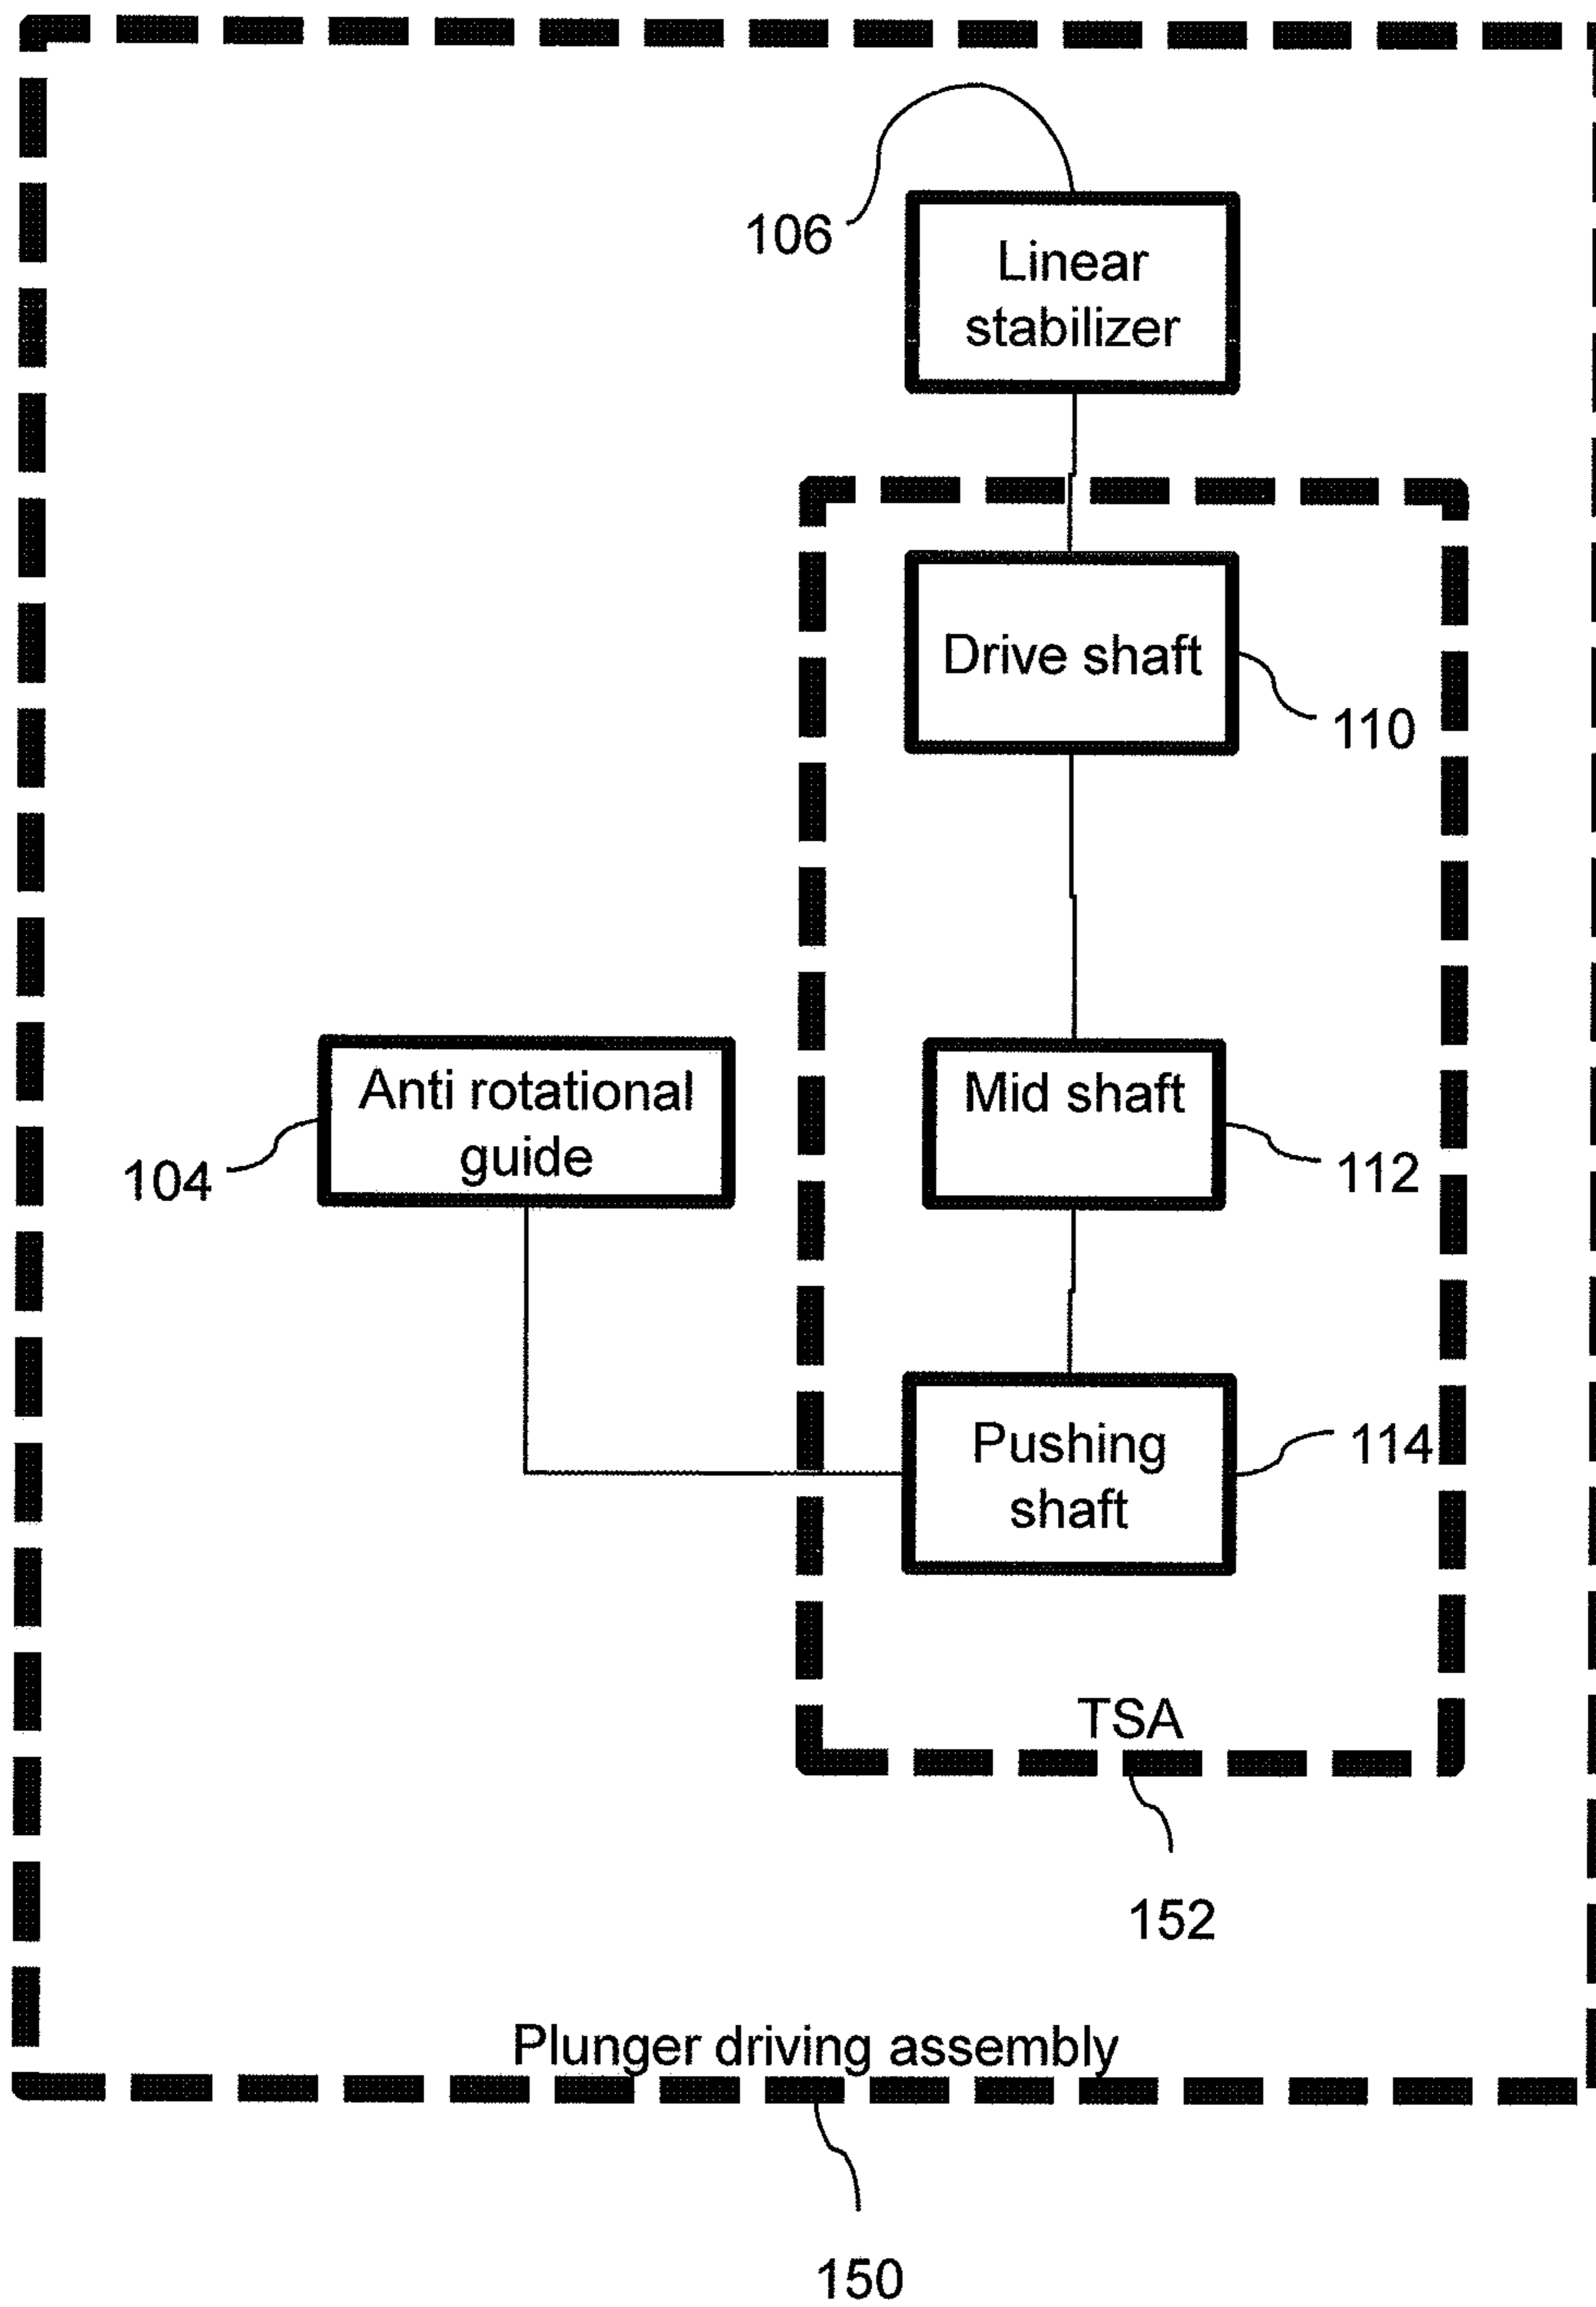 106
Linear
stabilizer
Drive shaft
110
Anti rotational
guide
104
Mid shaft
112
Pushing
shaft
114
TSA
152
Plunger driving assembly
150